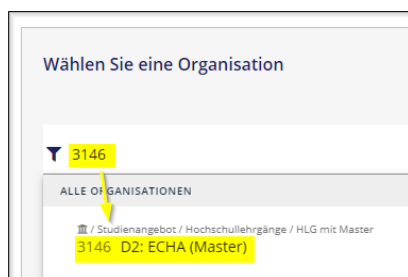 Wählen Sie eine Organisation
3146
ALLE ORGANISATIONEN
/ Studienangebot / Hochschullehrgänge / HLG mit Master
3146 D2: ECHA (Master)